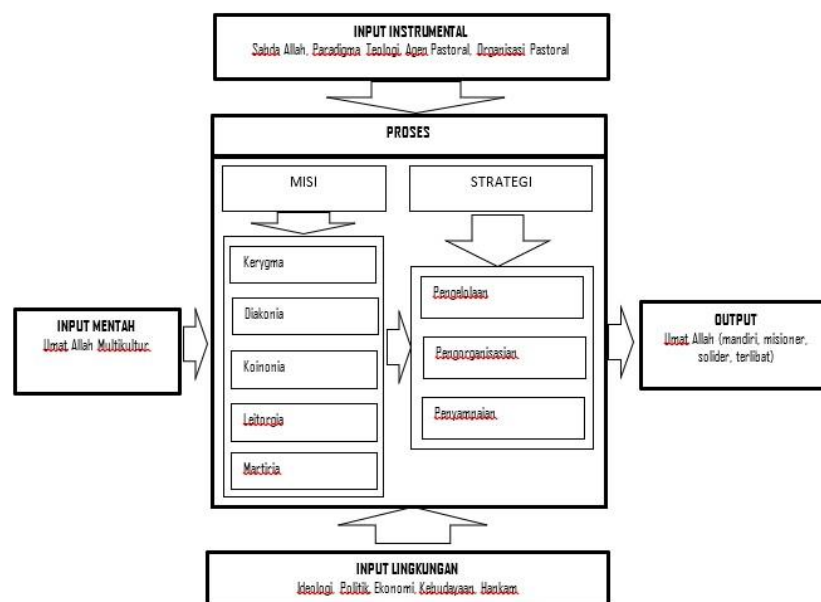 INPUT INSTRUMENTAL
Sabda Allah, Paradigma Teologi, Agen Pastoral, Organisasi Pastoral
PROSES
MISI
STRATEGI
Kerygma
Diakonia
Koinonia
Leitorgia
Martiria
Pengelolaan
Pengorganisasian
Penyampaian
INPUT MENTAH
Umat Allah Multikultur
OUTPUT
Umat Allah (mandiri, misioner,
solider, terlibat)
INPUT LINGKUNGAN
Ideologi, Politik, Ekonomi, Kebudayaan, Hankam